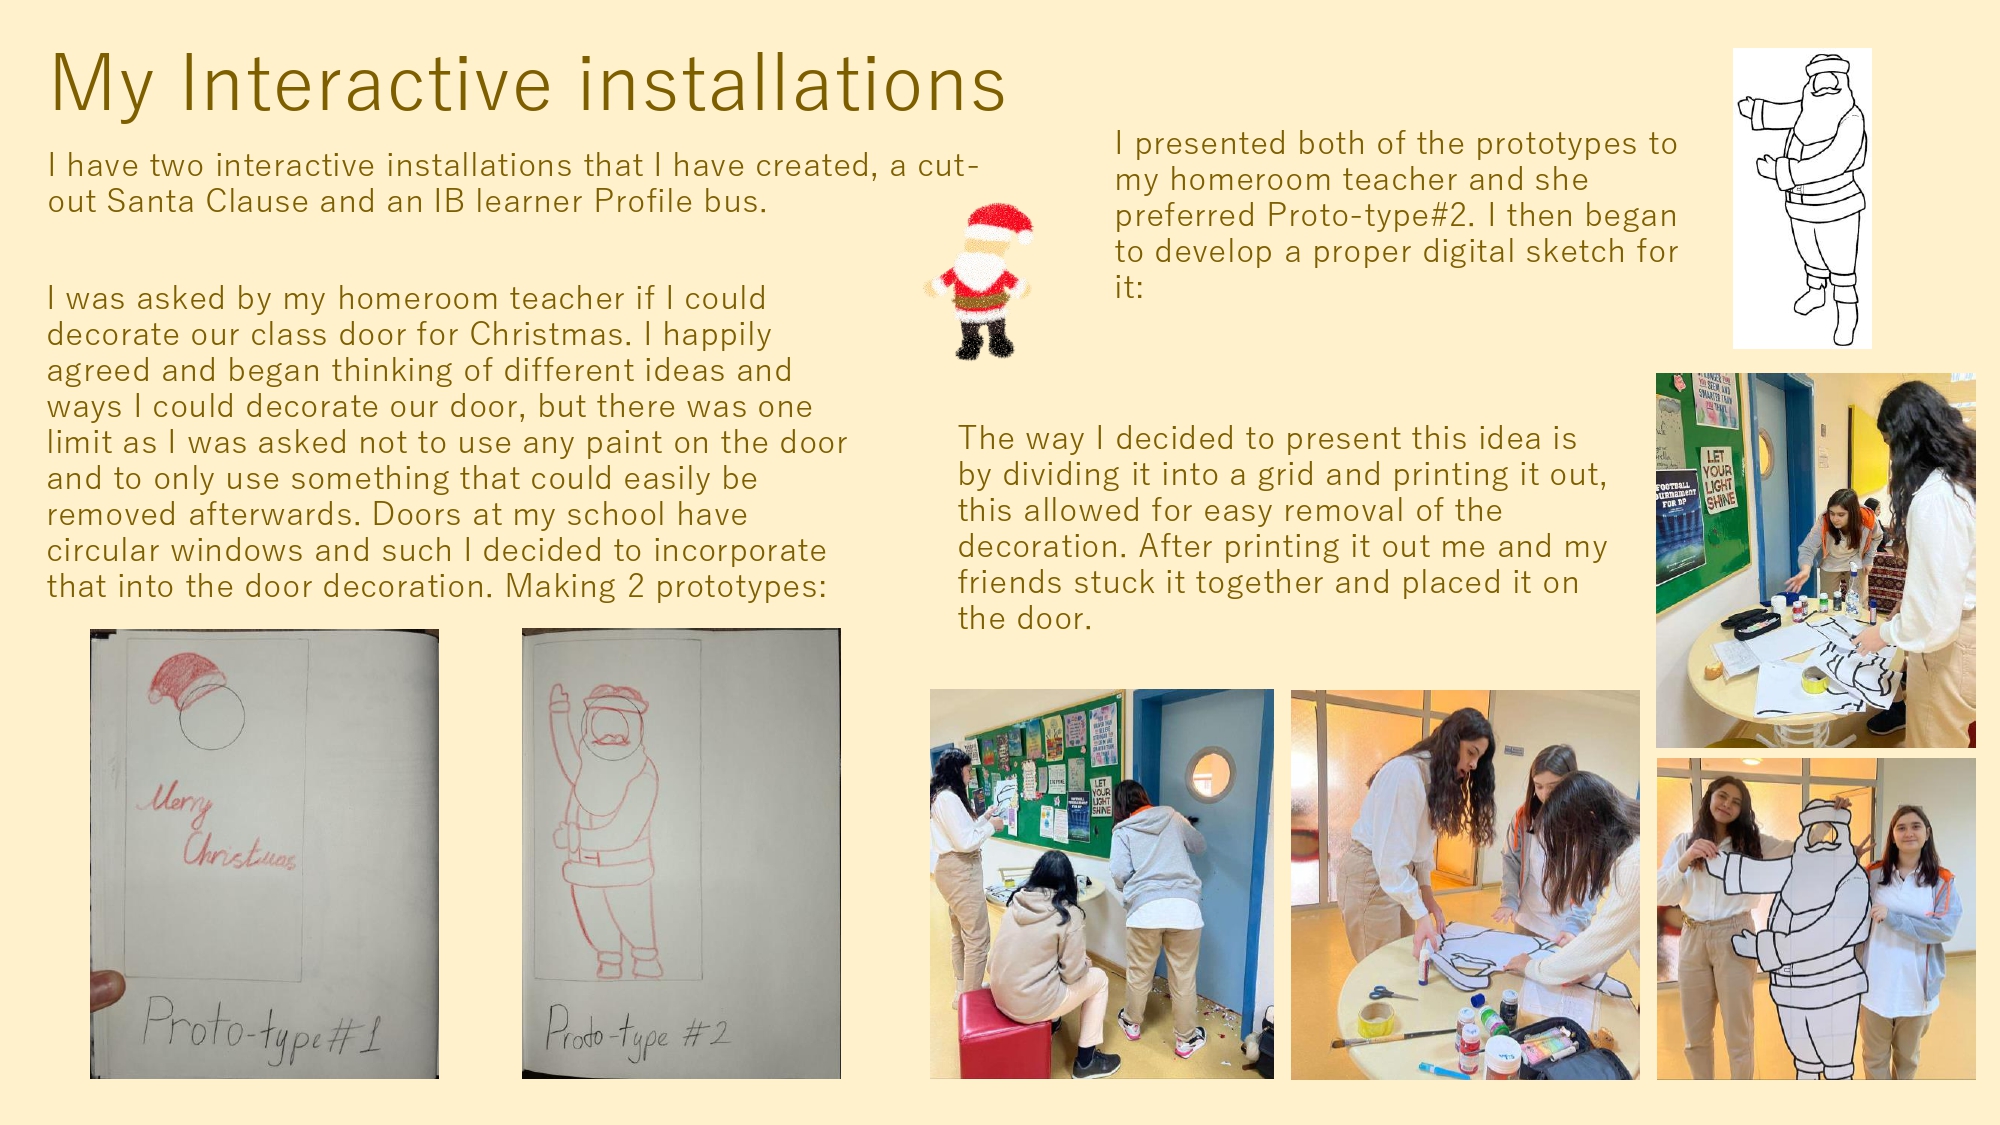 My Interactive installations
I have two interactive installations that I have created, a cut-
out Santa Clause and an IB learner Profile bus.
I was asked by my homeroom teacher if I could
decorate our class door for Christmas. I happily
agreed and began thinking of different ideas and
ways I could decorate our door, but there was one
limit as I was asked not to use any paint on the door
and to only use something that could easily be
removed afterwards. Doors at my school have
circular windows and such I decided to incorporate
that into the door decoration. Making 2 prototypes:
Merry
Christmas
Proto-type#1
Proto-type #2
I presented both of the prototypes to
my homeroom teacher and she
preferred Proto-type#2. I then began
to develop a proper digital sketch for
it:
The way I decided to present this idea is
by dividing it into a grid and printing it out,
this allowed for easy removal of the
decoration. After printing it out me and my
friends stuck it together and placed it on
the door.
LET
YOUR
LIGHT
SHINE
FOOTBALL
TOURNAMENT
FOR DP
LET
YOUR
LIGHT
SHINE